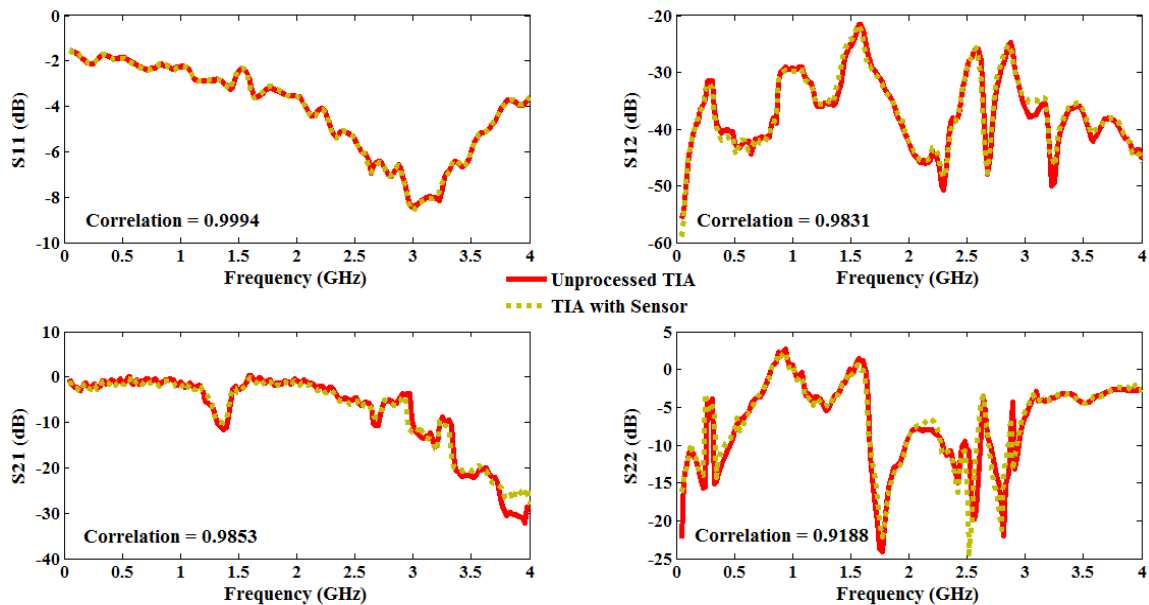 0
-2
-4
-6
-8
-10
S11 (dB)
Correlation = 0.9994
0 0.5 1 1.5 2 2.5 3 3.5 4
Frequency (GHz)
-20
-30
-40
-50
-60
S12 (dB)
Correlation = 0.9831
0 0.5 1 1.5 2 2.5 3 3.5 4
Frequency (GHz)
Unprocessed TIA
TIA with Sensor
10
0
-10
-20
-30
-40
S21 (dB)
Correlation = 0.9853
0 0.5 1 1.5 2 2.5 3 3.5 4
Frequency (GHz)
5
0
-5
-10
-15
-20
-25
S22 (dB)
Correlation = 0.9188
0 0.5 1 1.5 2 2.5 3 3.5 4
Frequency (GHz)